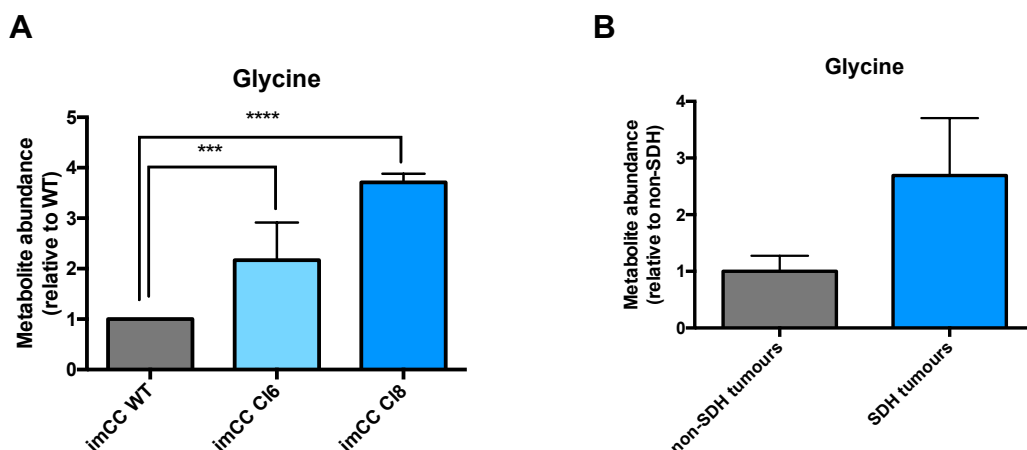 A
Glycine
****
***
Metabolite abundance
(relative to WT)
5
4
3
2
1
0
imCC WT
imCC Cl6
imCC Cl8
B
Glycine
Metabolite abundance
(relative to non-SDH)
4
3
2
1
0
non-SDH tumours
SDH tumours